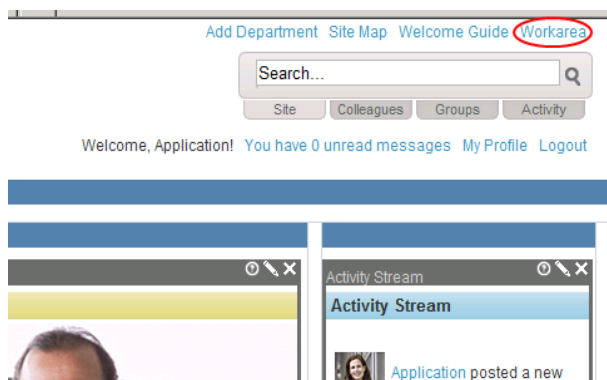 Add Department Site Map Welcome Guide Workarea
Search...
Site Colleagues Groups Activity
Welcome, Application! You have 0 unread messages My Profile Logout
Activity Stream
Activity Stream
Application posted a new